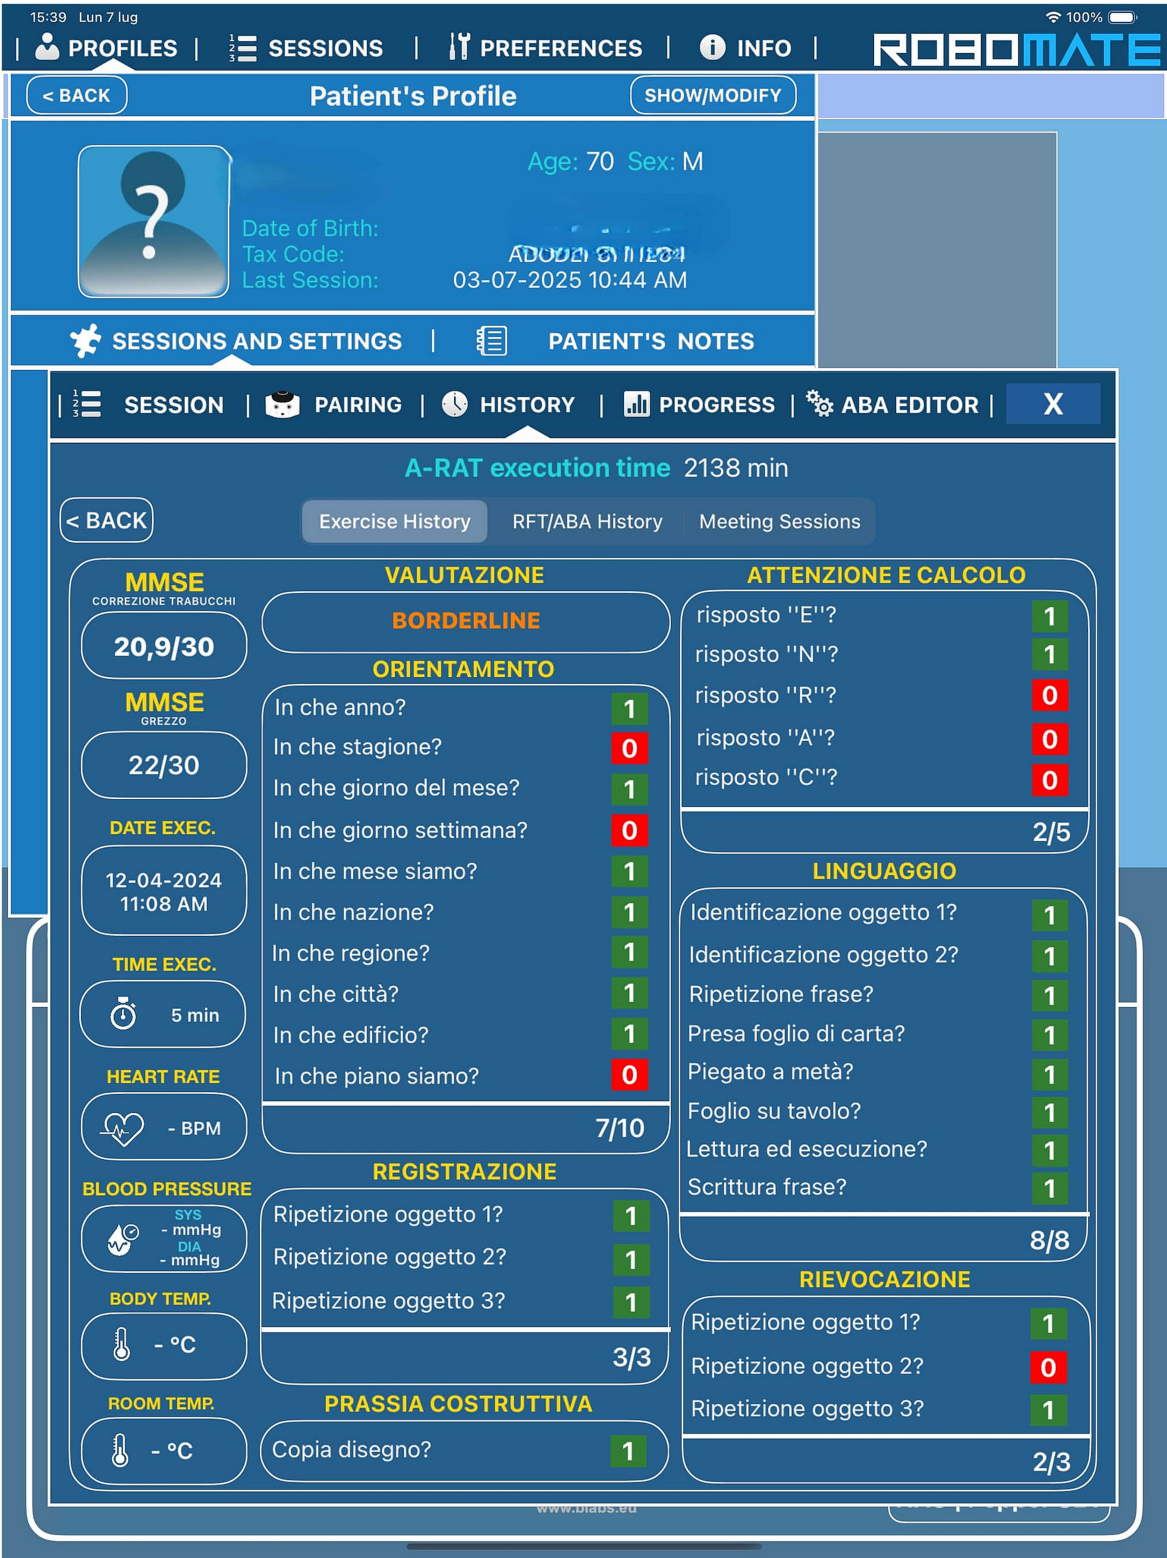 15:39 Lun 7 lug 100%
| PROFILES | SESSIONS | PREFERENCES | INFO | ROBOMATE
< BACK Patient's Profile SHOW/MODIFY
Age: 70 Sex: M
Date of Birth:
Tax Code:
Last Session: 03-07-2025 10:44 AM
SESSIONS AND SETTINGS | PATIENT'S NOTES
| SESSION | PAIRING | HISTORY | PROGRESS | ABA EDITOR | X
A-RAT execution time 2138 min
< BACK Exercise History RFT/ABA History Meeting Sessions
MMSE
CORREZIONE TRABUCCHI
20,9/30
MMSE
GREZZO
22/30
DATE EXEC.
12-04-2024
11:08 AM
TIME EXEC.
5 min
HEART RATE
- BPM
BLOOD PRESSURE
SYS
- mmHg
DIA
- mmHg
BODY TEMP.
- °C
ROOM TEMP.
- °C
VALUTAZIONE
BORDERLINE
ORIENTAMENTO
In che anno? 1
In che stagione? 0
In che giorno del mese? 1
In che giorno settimana? 0
In che mese siamo? 1
In che nazione? 1
In che regione? 1
In che città? 1
In che edificio? 1
In che piano siamo? 0
7/10
REGISTRAZIONE
Ripetizione oggetto 1? 1
Ripetizione oggetto 2? 1
Ripetizione oggetto 3? 1
3/3
PRASSIA COSTRUTTIVA
Copia disegno? 1
ATTENZIONE E CALCOLO
risposto ''E''? 1
risposto ''N''? 1
risposto ''R''? 0
risposto ''A''? 0
risposto ''C''? 0
2/5
LINGUAGGIO
Identificazione oggetto 1? 1
Identificazione oggetto 2? 1
Ripetizione frase? 1
Presa foglio di carta? 1
Piegato a metà? 1
Foglio su tavolo? 1
Lettura ed esecuzione? 1
Scrittura frase? 1
8/8
RIEVOCAZIONE
Ripetizione oggetto 1? 1
Ripetizione oggetto 2? 0
Ripetizione oggetto 3? 1
2/3
www.blabs.eu